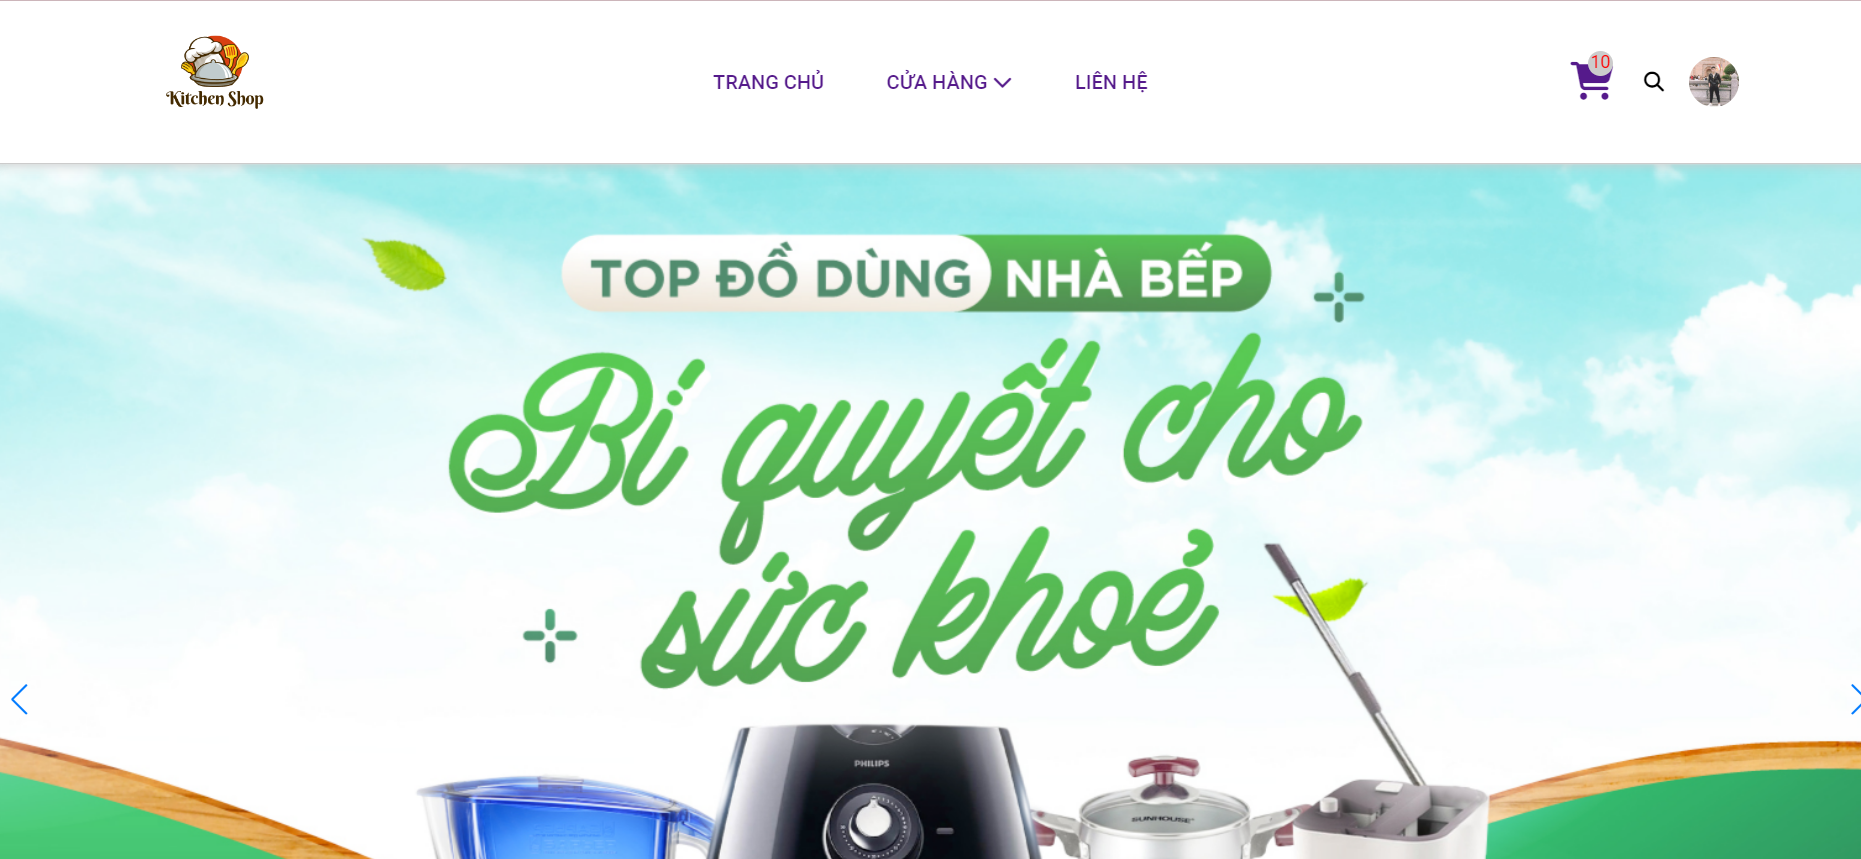 Kitchen Shop
TRANG CHỦ
CỬA HÀNG
LIÊN HỆ
10
TOP ĐỒ DÙNG NHÀ BẾP
Bí quyết cho
sức khoẻ
PHILIPS
SUNHOUSE